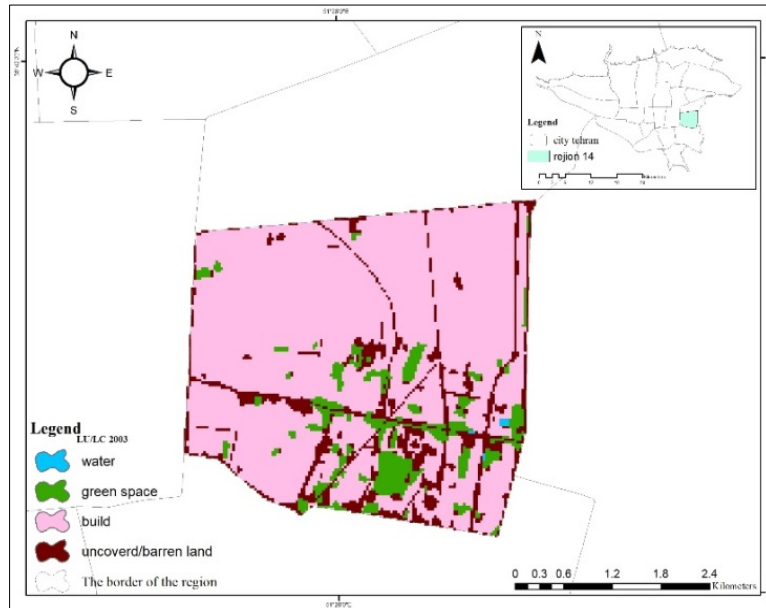 N
W E
S
N
Legend
city tehran
rejion 14
Legend
LU/LC 2003
water
green space
build
uncoverd/barren land
The border of the region
0 0.3 0.6 1.2 1.8 2.4
Kilometers